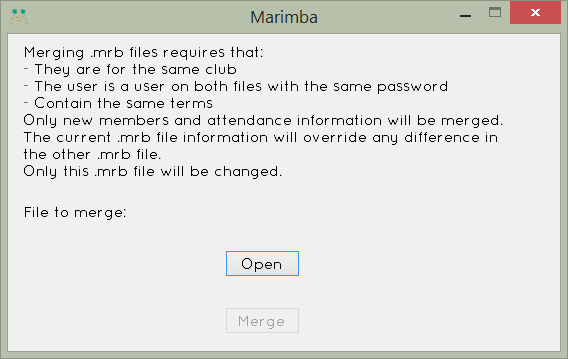 Marimba
Merging .mrb files requires that:
- They are for the same club
- The user is a user on both files with the same password
- Contain the same terms
Only new members and attendance information will be merged.
The current .mrb file information will override any difference in
the other .mrb file.
Only this .mrb file will be changed.
File to merge:
Open
Merge